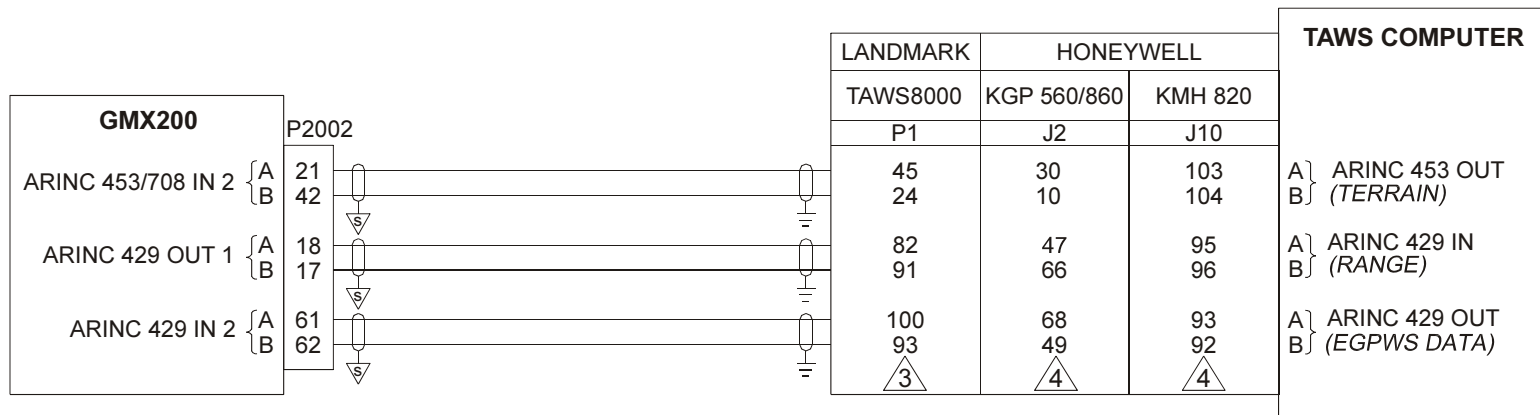 TAWS COMPUTER
LANDMARK HONEYWELL
TAWS8000 KGP 560/860 KMH 820
P1 J2 J10
GMX200
P2002
ARINC 453/708 IN 2 A 21 45 30 103 A ARINC 453 OUT
B 42 24 10 104 B (TERRAIN)
S
ARINC 429 OUT 1 A 18 82 47 95 A ARINC 429 IN
B 17 91 66 96 B (RANGE)
S
ARINC 429 IN 2 A 61 100 68 93 A ARINC 429 OUT
B 62 93 49 92 B (EGPWS DATA)
S 3 4 4